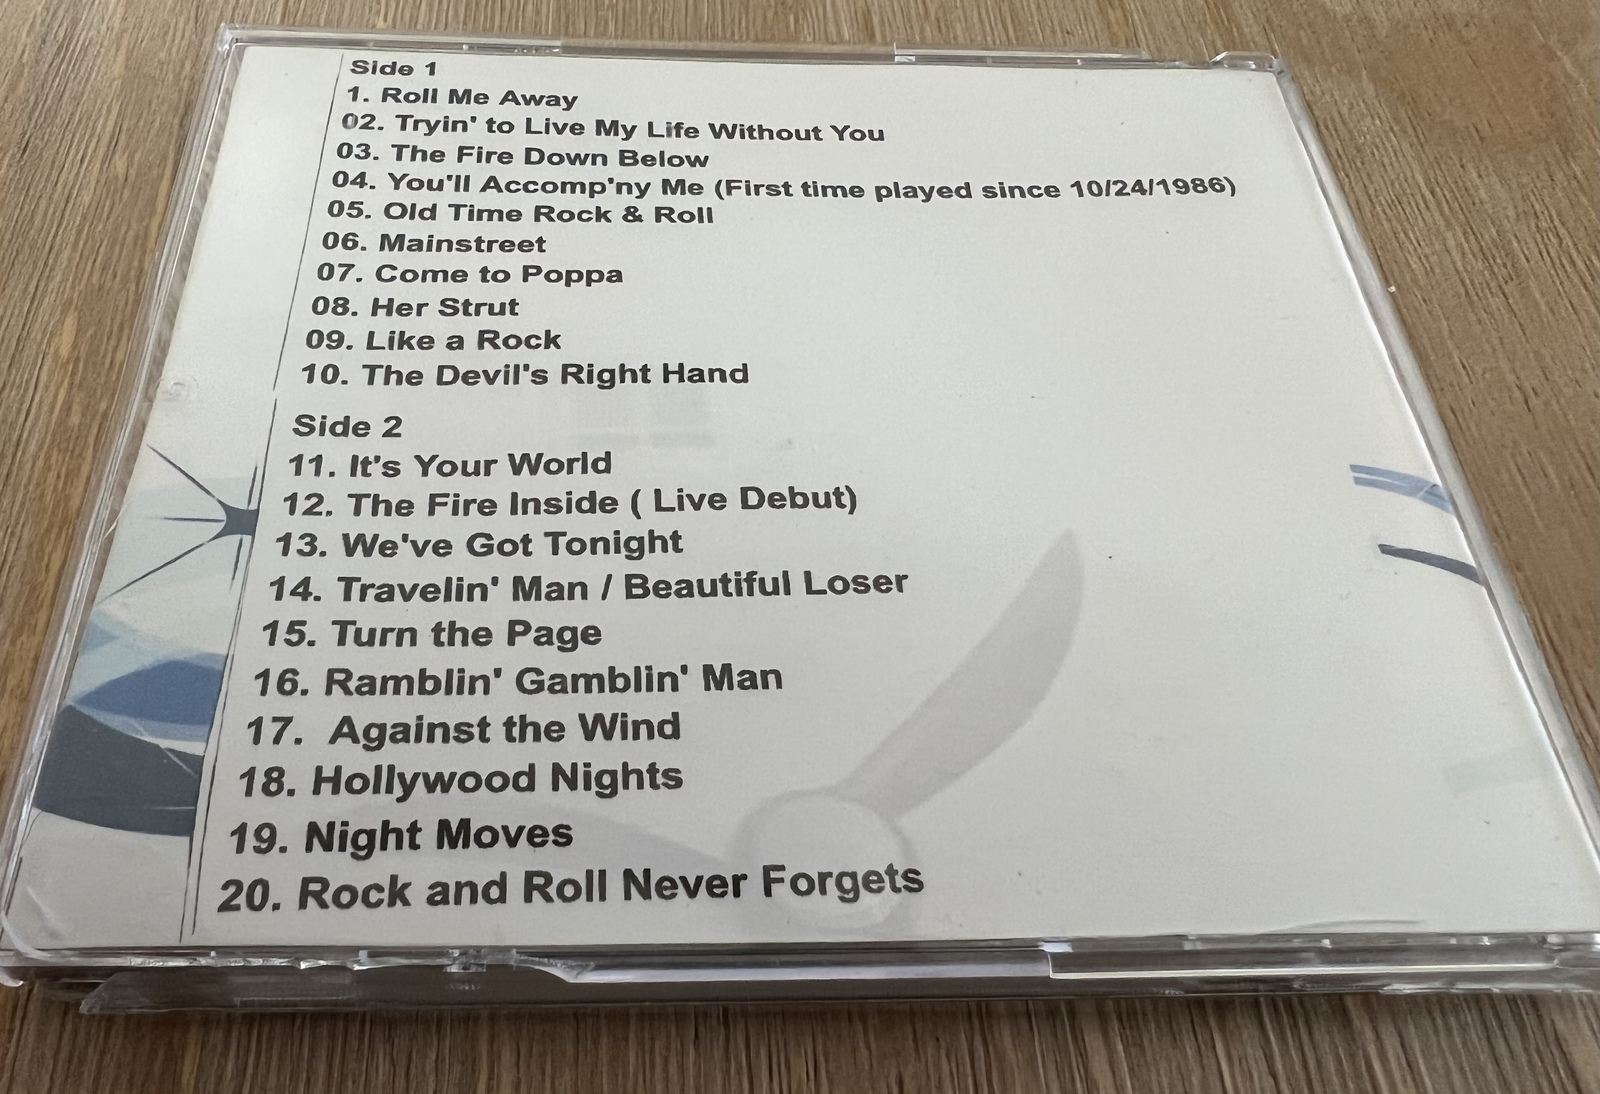 Side 1
1. Roll Me Away
02. Tryin' to Live My Life Without You
03. The Fire Down Below
04. You'll Accomp'ny Me (First time played since 10/24/1986)
05. Old Time Rock & Roll
06. Mainstreet
07. Come to Poppa
08. Her Strut
09. Like a Rock
10. The Devil's Right Hand
Side 2
11. It's Your World
12. The Fire Inside ( Live Debut)
13. We've Got Tonight
14. Travelin' Man / Beautiful Loser
15. Turn the Page
16. Ramblin' Gamblin' Man
17. Against the Wind
18. Hollywood Nights
19. Night Moves
20. Rock and Roll Never Forgets